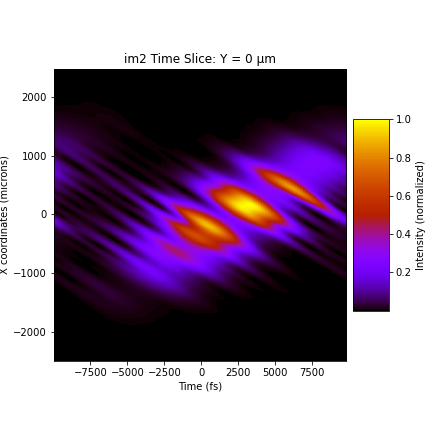 im2 Time Slice: Y = 0 μm
2000
1000
0
−1000
−2000
X coordinates (microns)
−7500 −5000 −2500 0 2500 5000 7500
Time (fs)
1.0
0.8
0.6
0.4
0.2
Intensity (normalized)